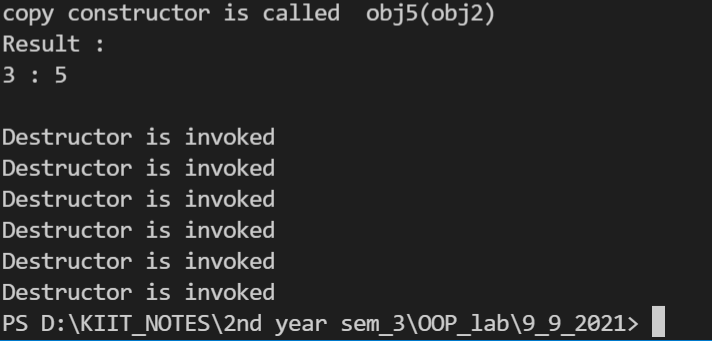 copy constructor is called  obj5(obj2)
Result :
3 : 5
Destructor is invoked
Destructor is invoked
Destructor is invoked
Destructor is invoked
Destructor is invoked
Destructor is invoked
PS D:\KIIT_NOTES\2nd year sem_3\OOP_lab\9_9_2021>